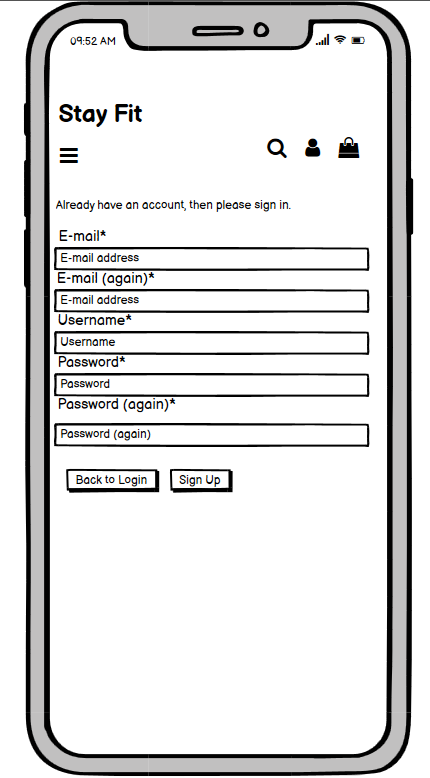 09:52 AM
Stay Fit
Already have an account, then please sign in.
E-mail*
E-mail address
E-mail (again)*
E-mail address
Username*
Username
Password*
Password
Password (again)*
Password (again)
Back to Login
Sign Up